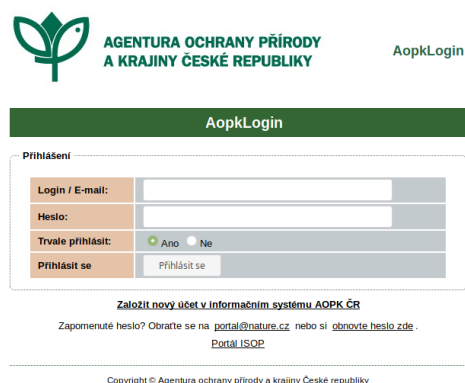 AGENTURA OCHRANY PŘÍRODY
A KRAJINY ČESKÉ REPUBLIKY
AopkLogin
AopkLogin
Přihlášení
Login / E-mail:
Heslo:
Trvale přihlásit: Ano Ne
Přihlásit se Přihlásit se
Založit nový účet v informačním systému AOPK ČR
Zapomenuté heslo? Obraťte se na portal@nature.cz nebo si obnovte heslo zde .
Portál ISOP
Copyright © Agentura ochrany přírody a krajiny České republiky